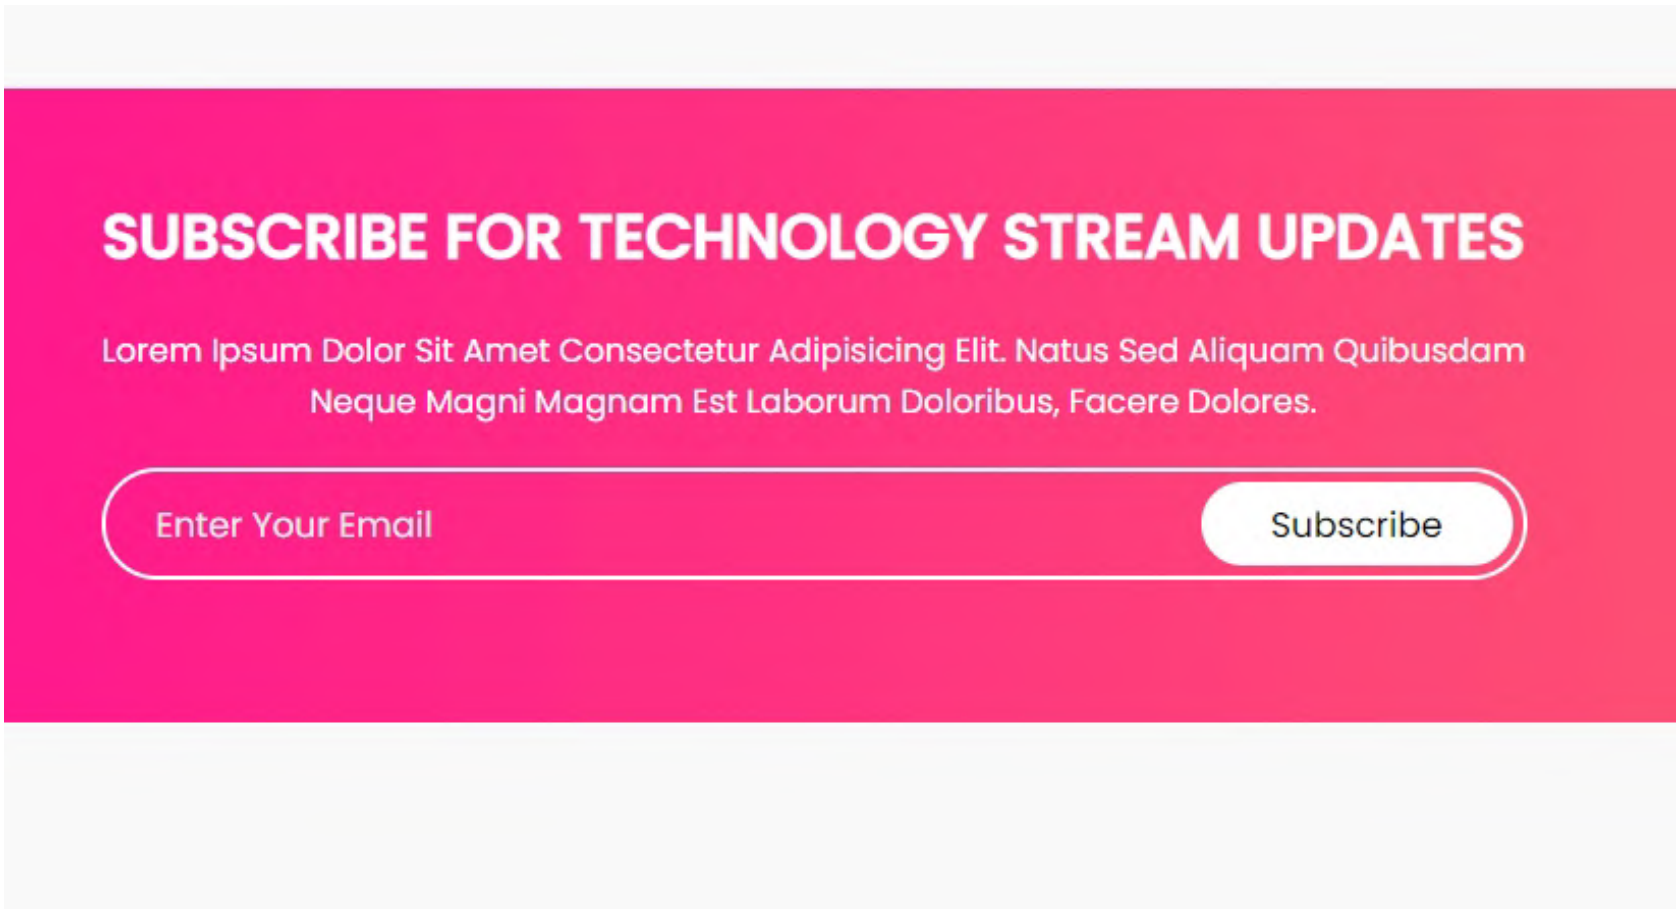 SUBSCRIBE FOR TECHNOLOGY STREAM UPDATES
Lorem Ipsum Dolor Sit Amet Consectetur Adipisicing Elit. Natus Sed Aliquam Quibusdam
Neque Magni Magnam Est Laborum Doloribus, Facere Dolores.
Enter Your Email
Subscribe